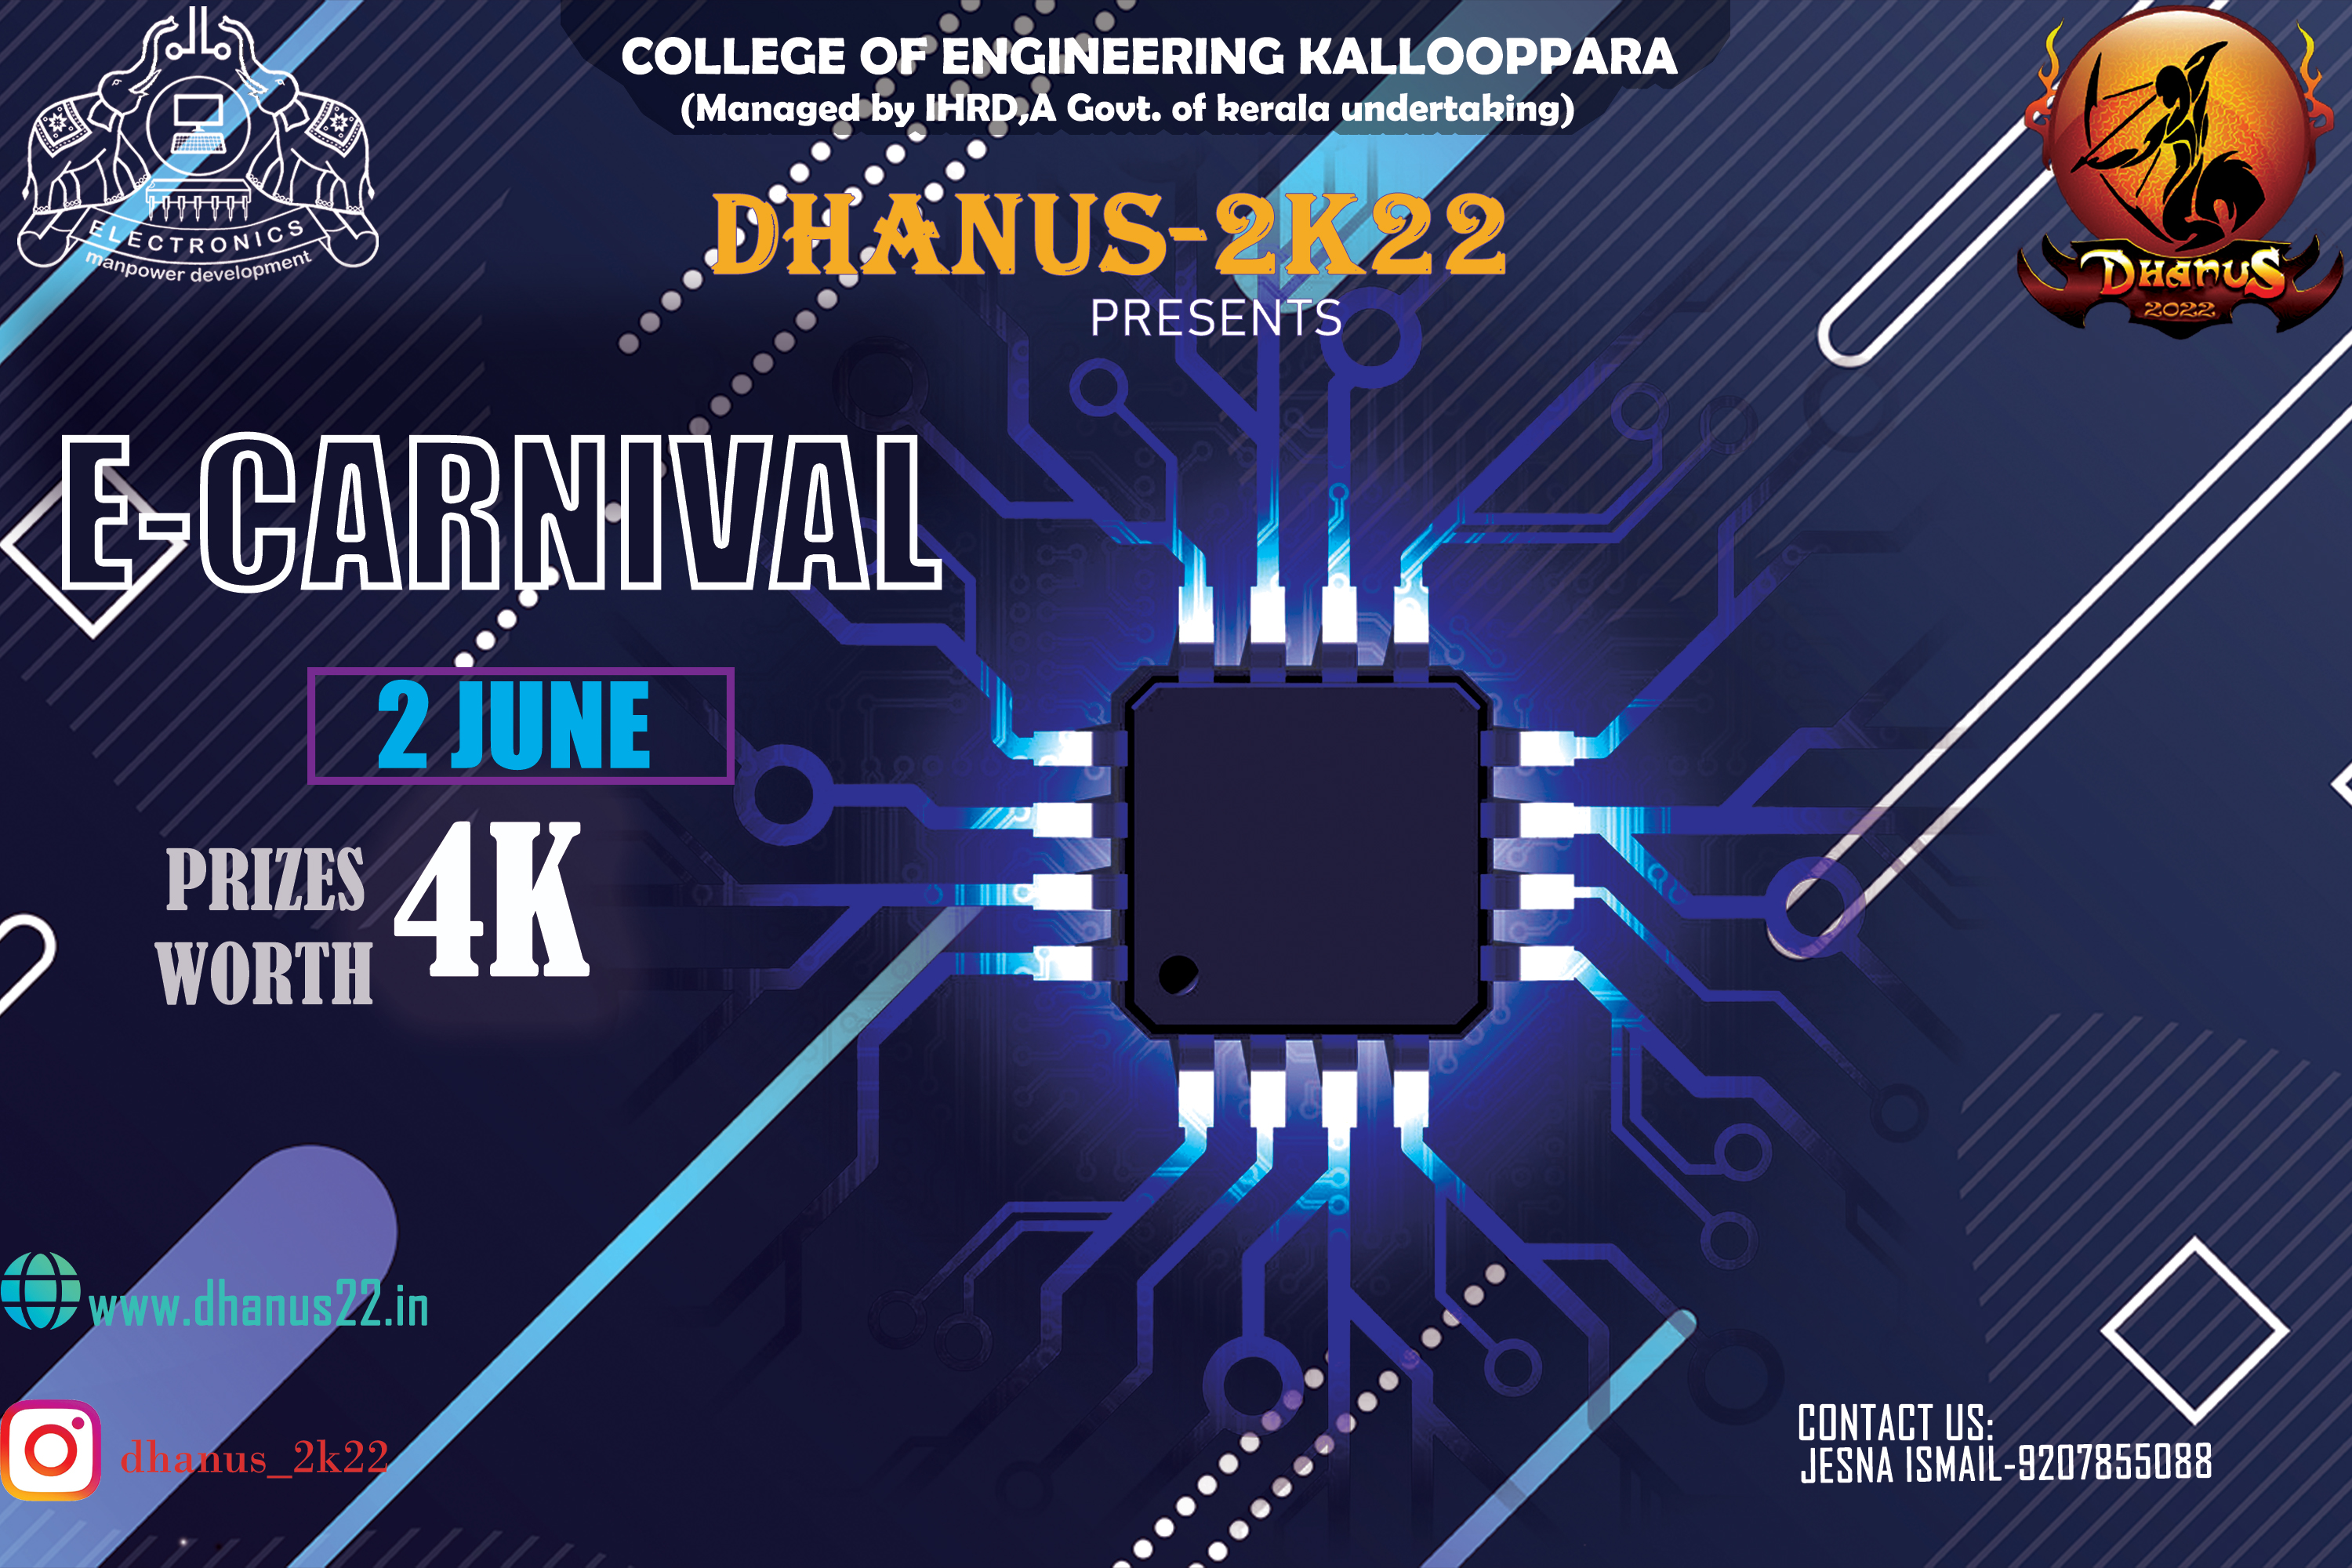 COLLEGE OF ENGINEERING KALLOOPPARA
(Managed by IHRD,A Govt. of kerala undertaking)
ELECTRONICS
manpower development
DHANUS
2022
DHANUS-2K22
PRESENTS
E-CARNIVAL
2 JUNE
PRIZES
WORTH
4K
www.dhanus22.in
dhanus_2k22
CONTACT US:
JESNA ISMAIL-9207855088